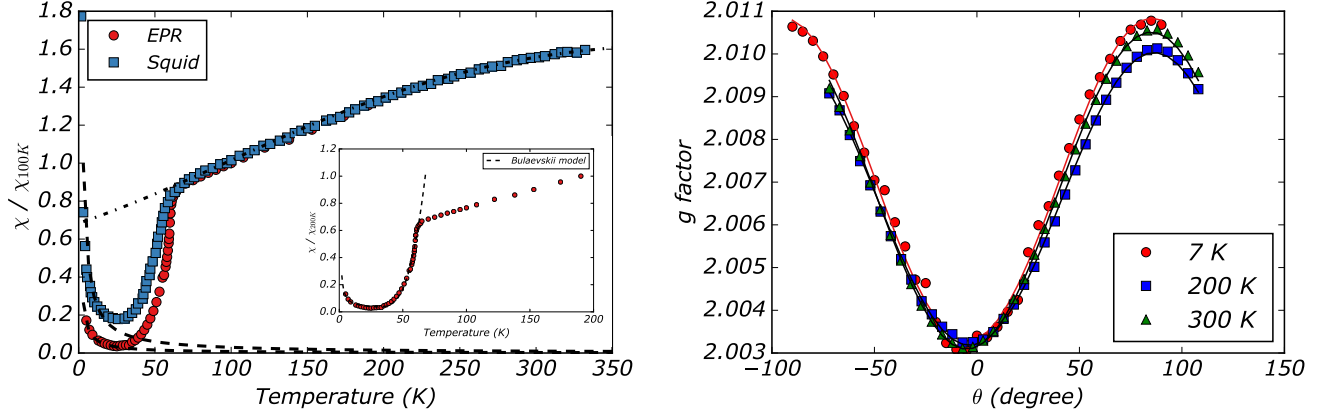 1.8
1.6
1.4
1.2
1.0
0.8
0.6
0.4
0.2
0.0
χ / χ100K
EPR
Squid
0 50 100 150 200 250 300 350
Temperature (K)
1.2
1.0
0.8
0.6
0.4
0.2
0.0
χ / χ200K
Bulaevskii model
0 50 100 150 200
Temperature (K)
2.011
2.010
2.009
2.008
2.007
2.006
2.005
2.004
2.003
g factor
7 K
200 K
300 K
−100 −50 0 50 100 150
θ (degree)